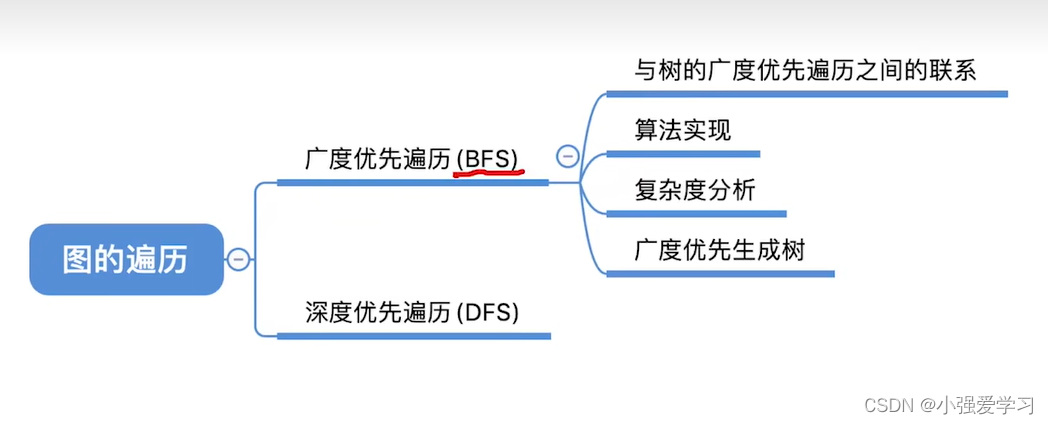 与树的广度优先遍历之间的联系
算法实现
广度优先遍历(BFS)
复杂度分析
广度优先生成树
图的遍历
深度优先遍历(DFS)
CSDN @小强爱学习